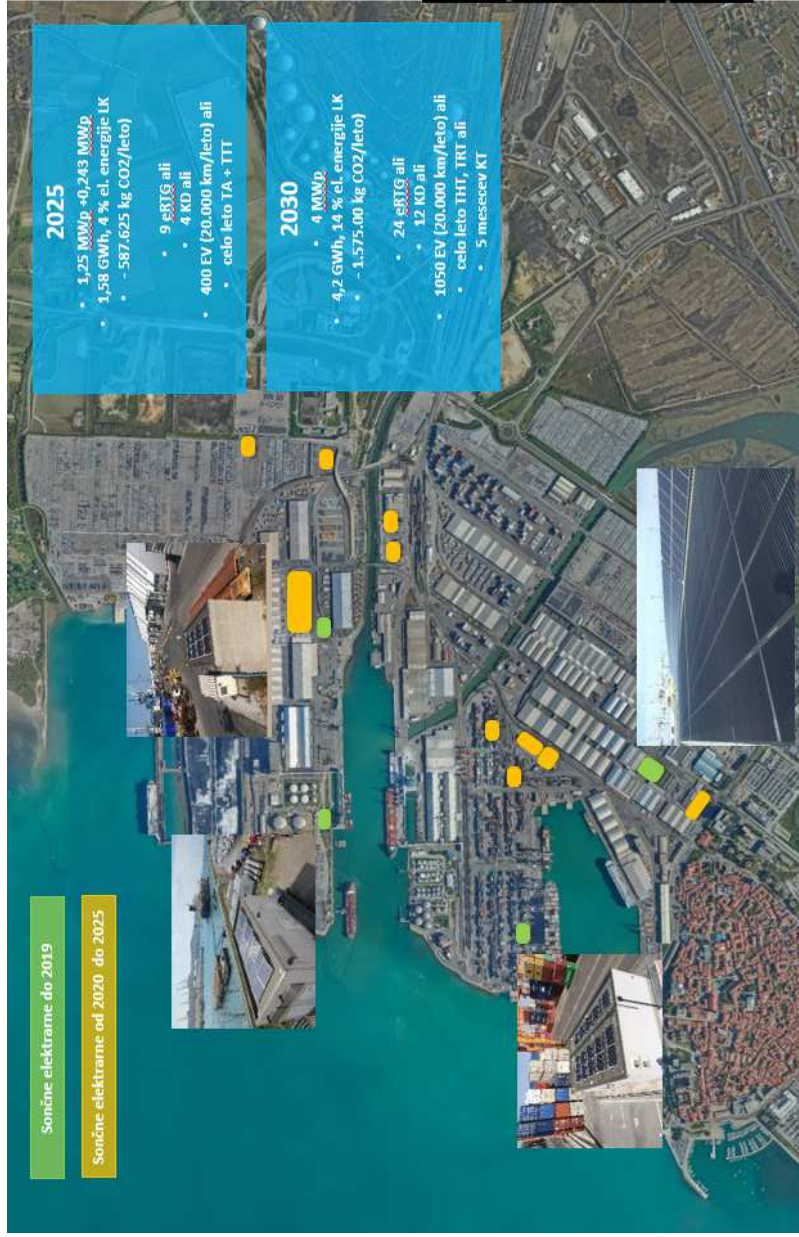 Sončne elektrarne do 2019
Sončne elektrarne od 2020 do 2025
2025
• 1,25 MWp +0,243 MWp
• 1,58 GWh, 4 % el. energije LK
• - 587.625 kg CO2/leto)
• 9 eRTG ali
• 4 KD ali
• 400 EV (20.000 km/leto) ali
• celo leto TA + TTT
2030
• 4 MWp
• 4,2 GWh, 14 % el. energije LK
• - 1.575.00 kg CO2/leto)
• 24 eRTG ali
• 12 KD ali
• 1050 EV (20.000 km/leto) ali
• celo leto THT, TRT ali
• 5 mesecev KT